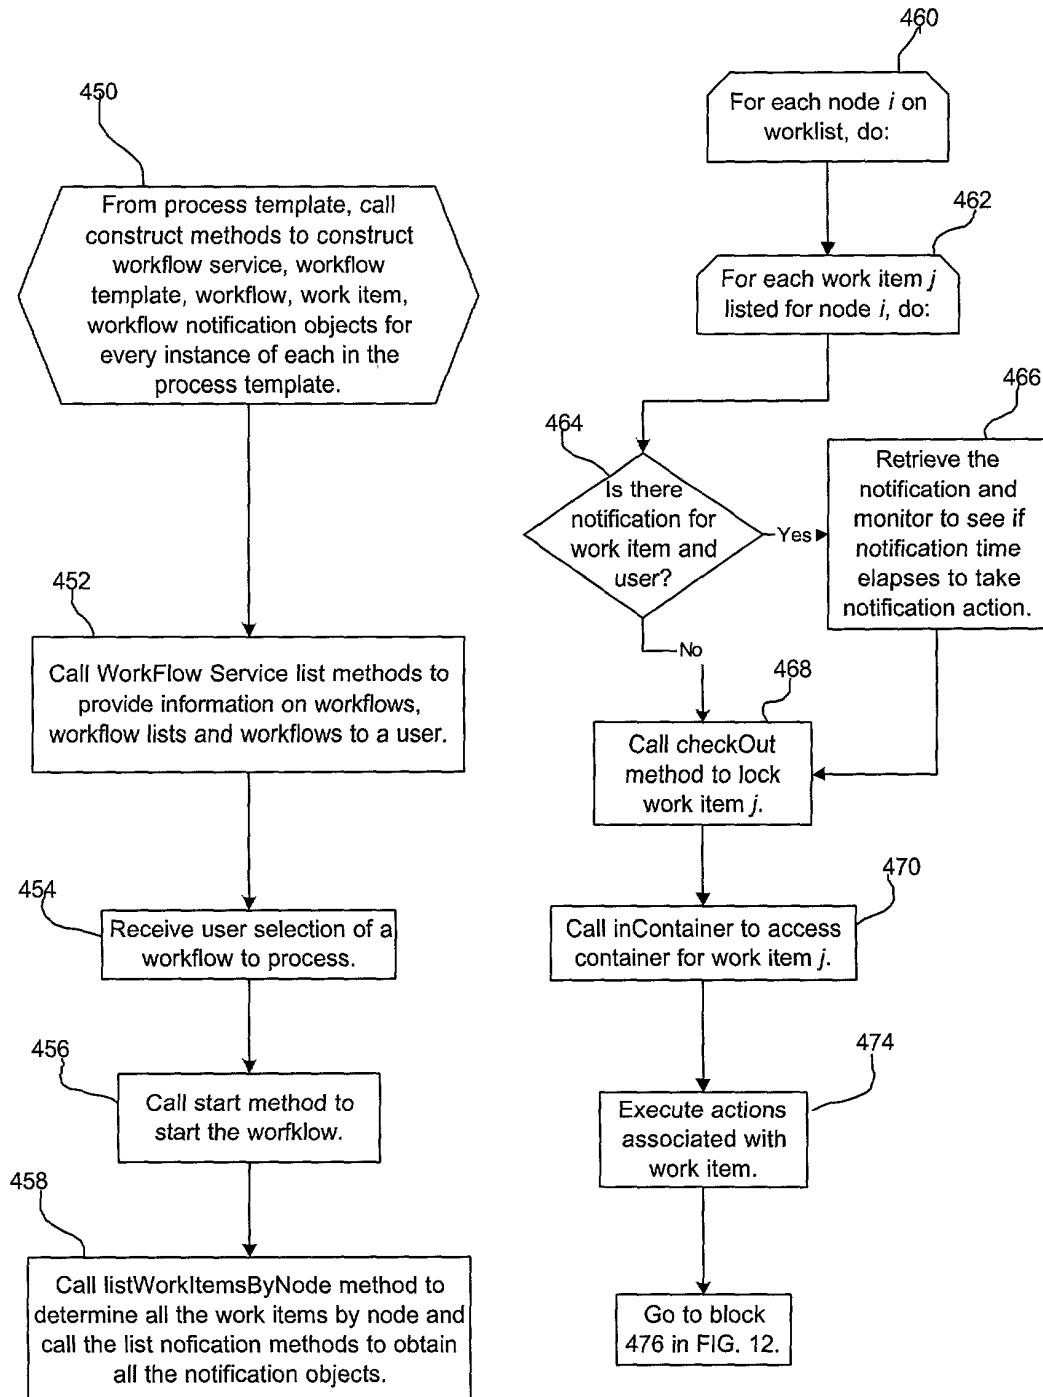 450
From process template, call
construct methods to construct
workflow service, workflow
template, workflow, work item,
workflow notification objects for
every instance of each in the
process template.
452
Call WorkFlow Service list methods to
provide information on workflows,
workflow lists and workflows to a user.
454
Receive user selection of a
workflow to process.
456
Call start method to
start the worfklow.
458
Call listWorkItemsByNode method to
determine all the work items by node and
call the list nofication methods to obtain
all the notification objects.
460
For each node i on
worklist, do:
462
For each work item j
listed for node i, do:
464
Is there
notification for
work item and
user?
Yes
No
466
Retrieve the
notification and
monitor to see if
notification time
elapses to take
notification action.
468
Call checkOut
method to lock
work item j.
470
Call inContainer to access
container for work item j.
474
Execute actions
associated with
work item.
Go to block
476 in FIG. 12.